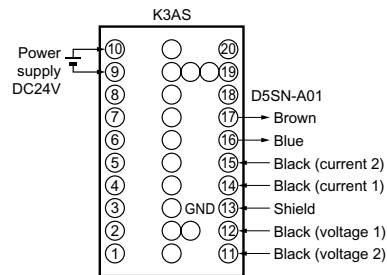 K3AS
Power
supply
DC24V
10
9
8
7
6
5
4
3
2
1
20
19
18 D5SN-A01
17 Brown
16 Blue
15 Black (current 2)
14 Black (current 1)
GND 13 Shield
12 Black (voltage 1)
11 Black (voltage 2)